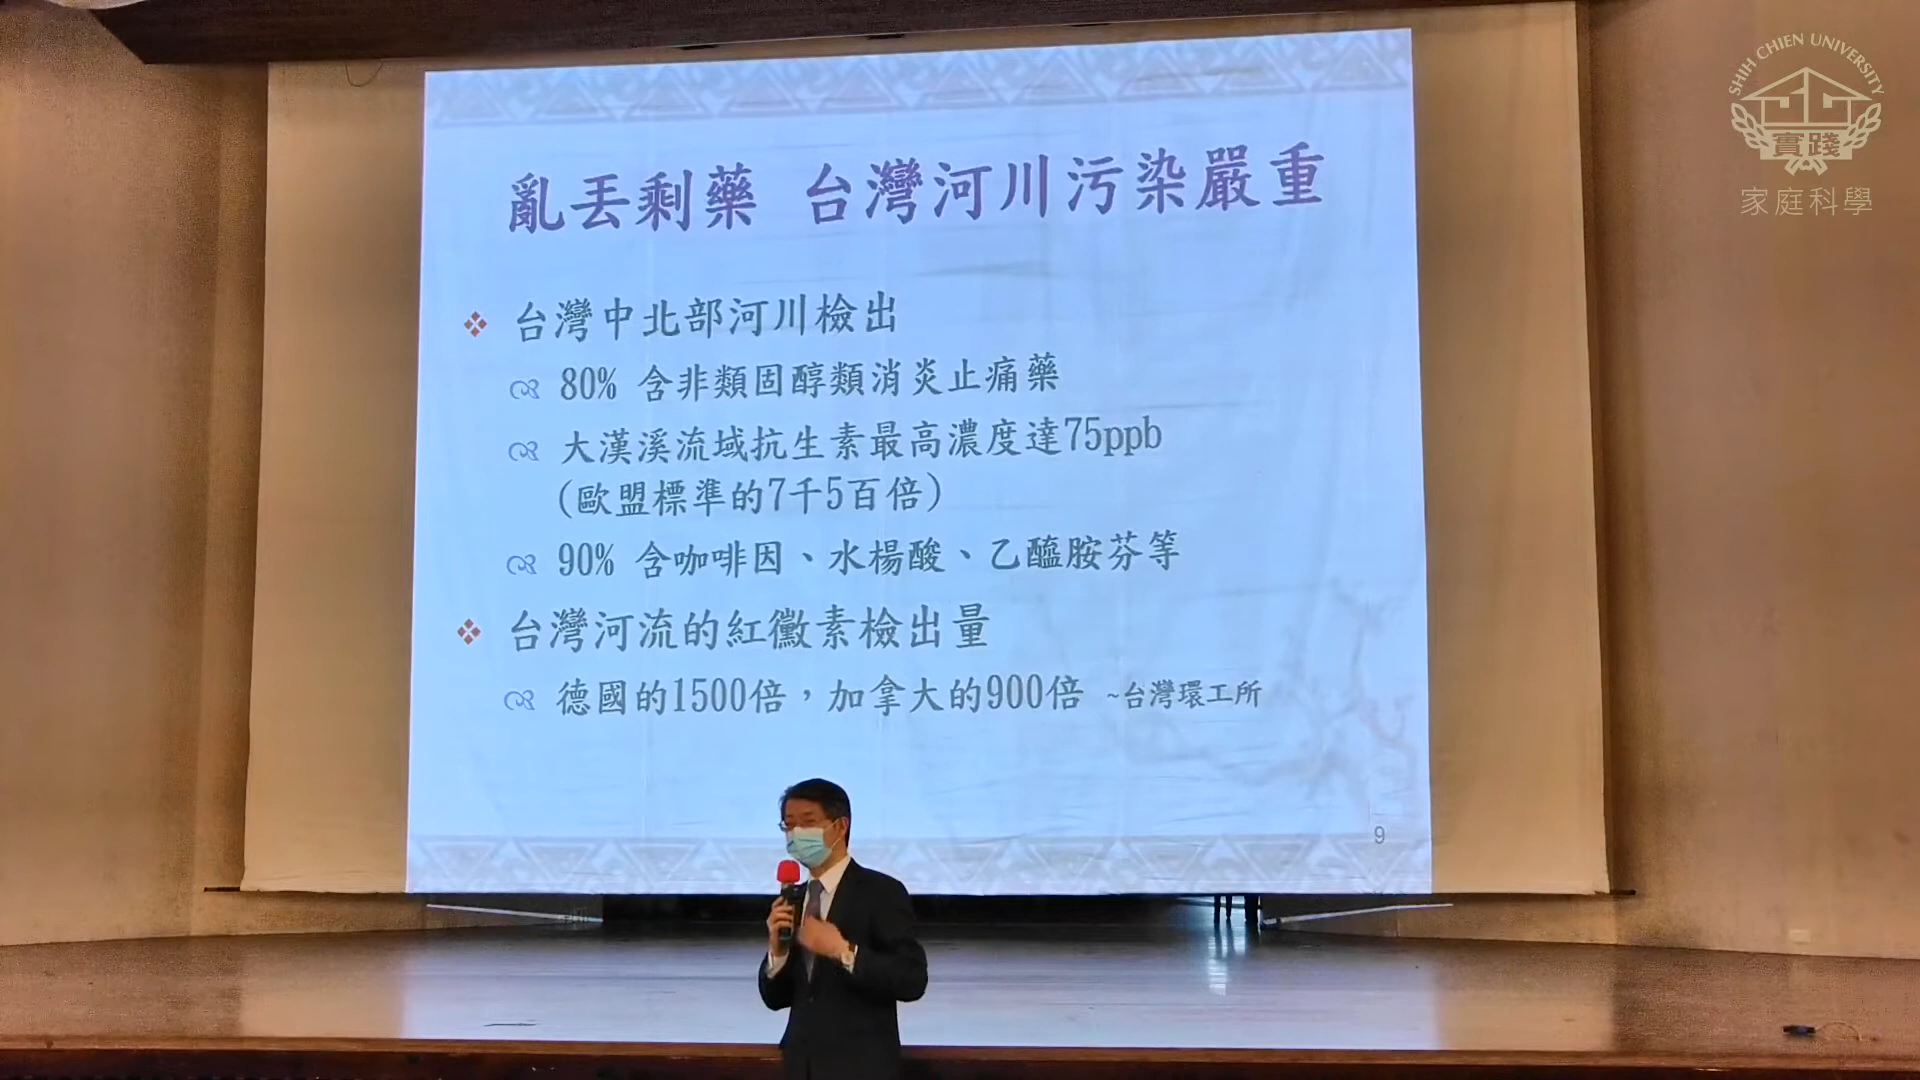 SHIH CHIEN UNIVERSITY
實踐
家庭科學
亂丟剩藥 台灣河川污染嚴重
台灣中北部河川檢出
80% 含非類固醇類消炎止痛藥
大漢溪流域抗生素最高濃度達75ppb
(歐盟標準的7千5百倍)
90% 含咖啡因、水楊酸、乙醯胺芬等
台灣河流的紅黴素檢出量
德國的1500倍，加拿大的900倍 ~台灣環工所
9